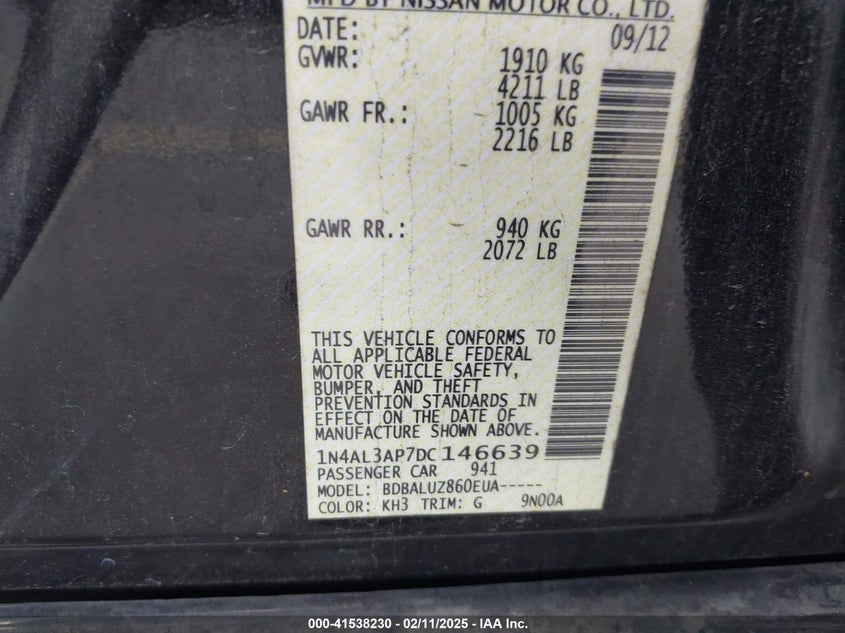 MFD BY NISSAN MOTOR CO., LTD.
DATE: 09/12
GVWR: 1910 KG
4211 LB
GAWR FR.: 1005 KG
2216 LB
GAWR RR.: 940 KG
2072 LB
THIS VEHICLE CONFORMS TO
ALL APPLICABLE FEDERAL
MOTOR VEHICLE SAFETY,
BUMPER, AND THEFT
PREVENTION STANDARDS IN
EFFECT ON THE DATE OF
MANUFACTURE SHOWN ABOVE.
1N4AL3AP7DC146639
PASSENGER CAR 941
MODEL: BDBALUZ860EUA-----
COLOR: KH3 TRIM: G 9N00A
000-41538230 - 02/11/2025 - IAA Inc.